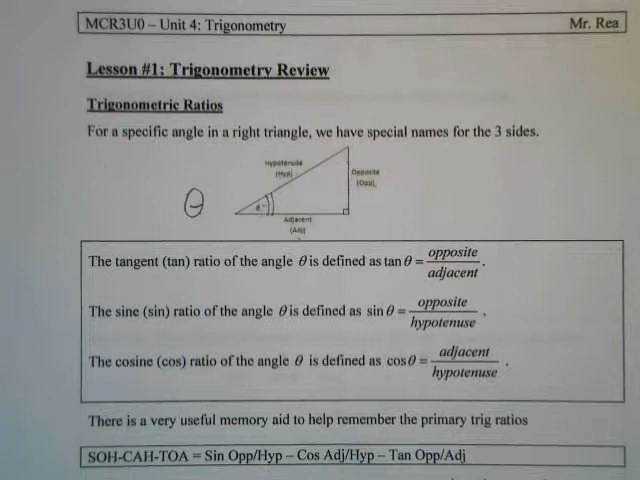 MCR3U0 – Unit 4: Trigonometry Mr. Rea
Lesson #1: Trigonometry Review
Trigonometric Ratios
For a specific angle in a right triangle, we have special names for the 3 sides.
Hypotenuse
(Hyp)
Opposite
(Opp)
θ
Adjacent
(Adj)
The tangent (tan) ratio of the angle θ is defined as tan θ = opposite/adjacent.
The sine (sin) ratio of the angle θ is defined as sin θ = opposite/hypotenuse.
The cosine (cos) ratio of the angle θ is defined as cos θ = adjacent/hypotenuse.
There is a very useful memory aid to help remember the primary trig ratios
SOH-CAH-TOA = Sin Opp/Hyp – Cos Adj/Hyp – Tan Opp/Adj